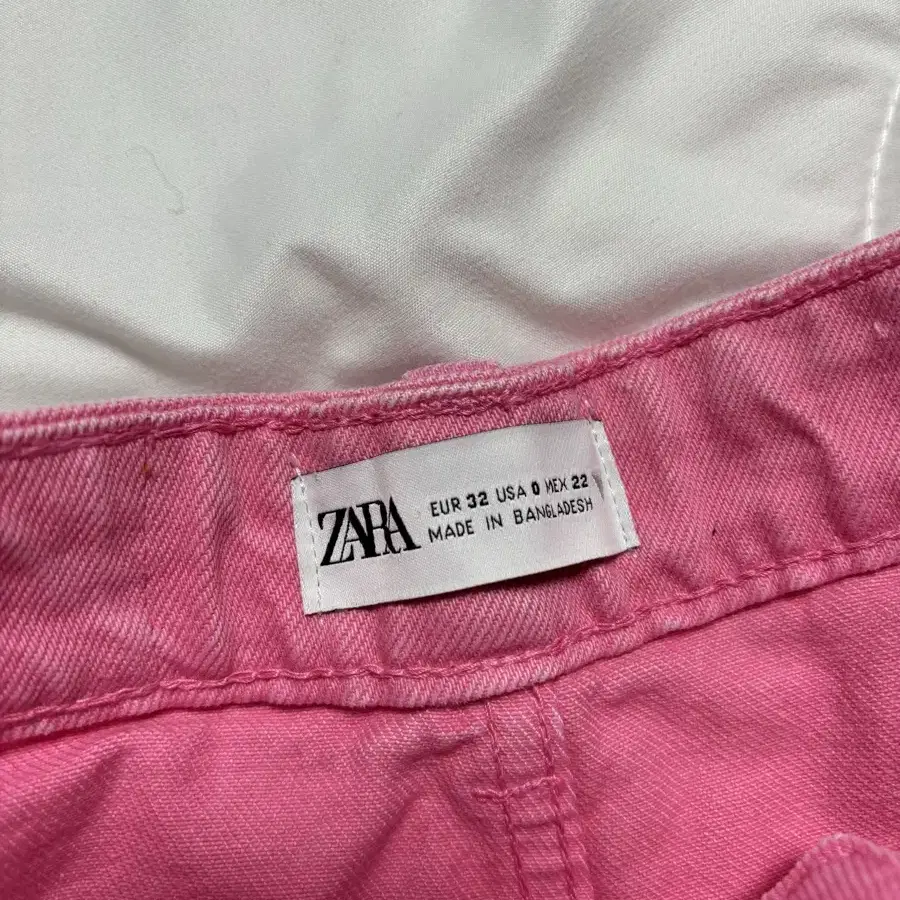 ZARA
EUR 32 USA 0 MEX 22
MADE IN BANGLADESH